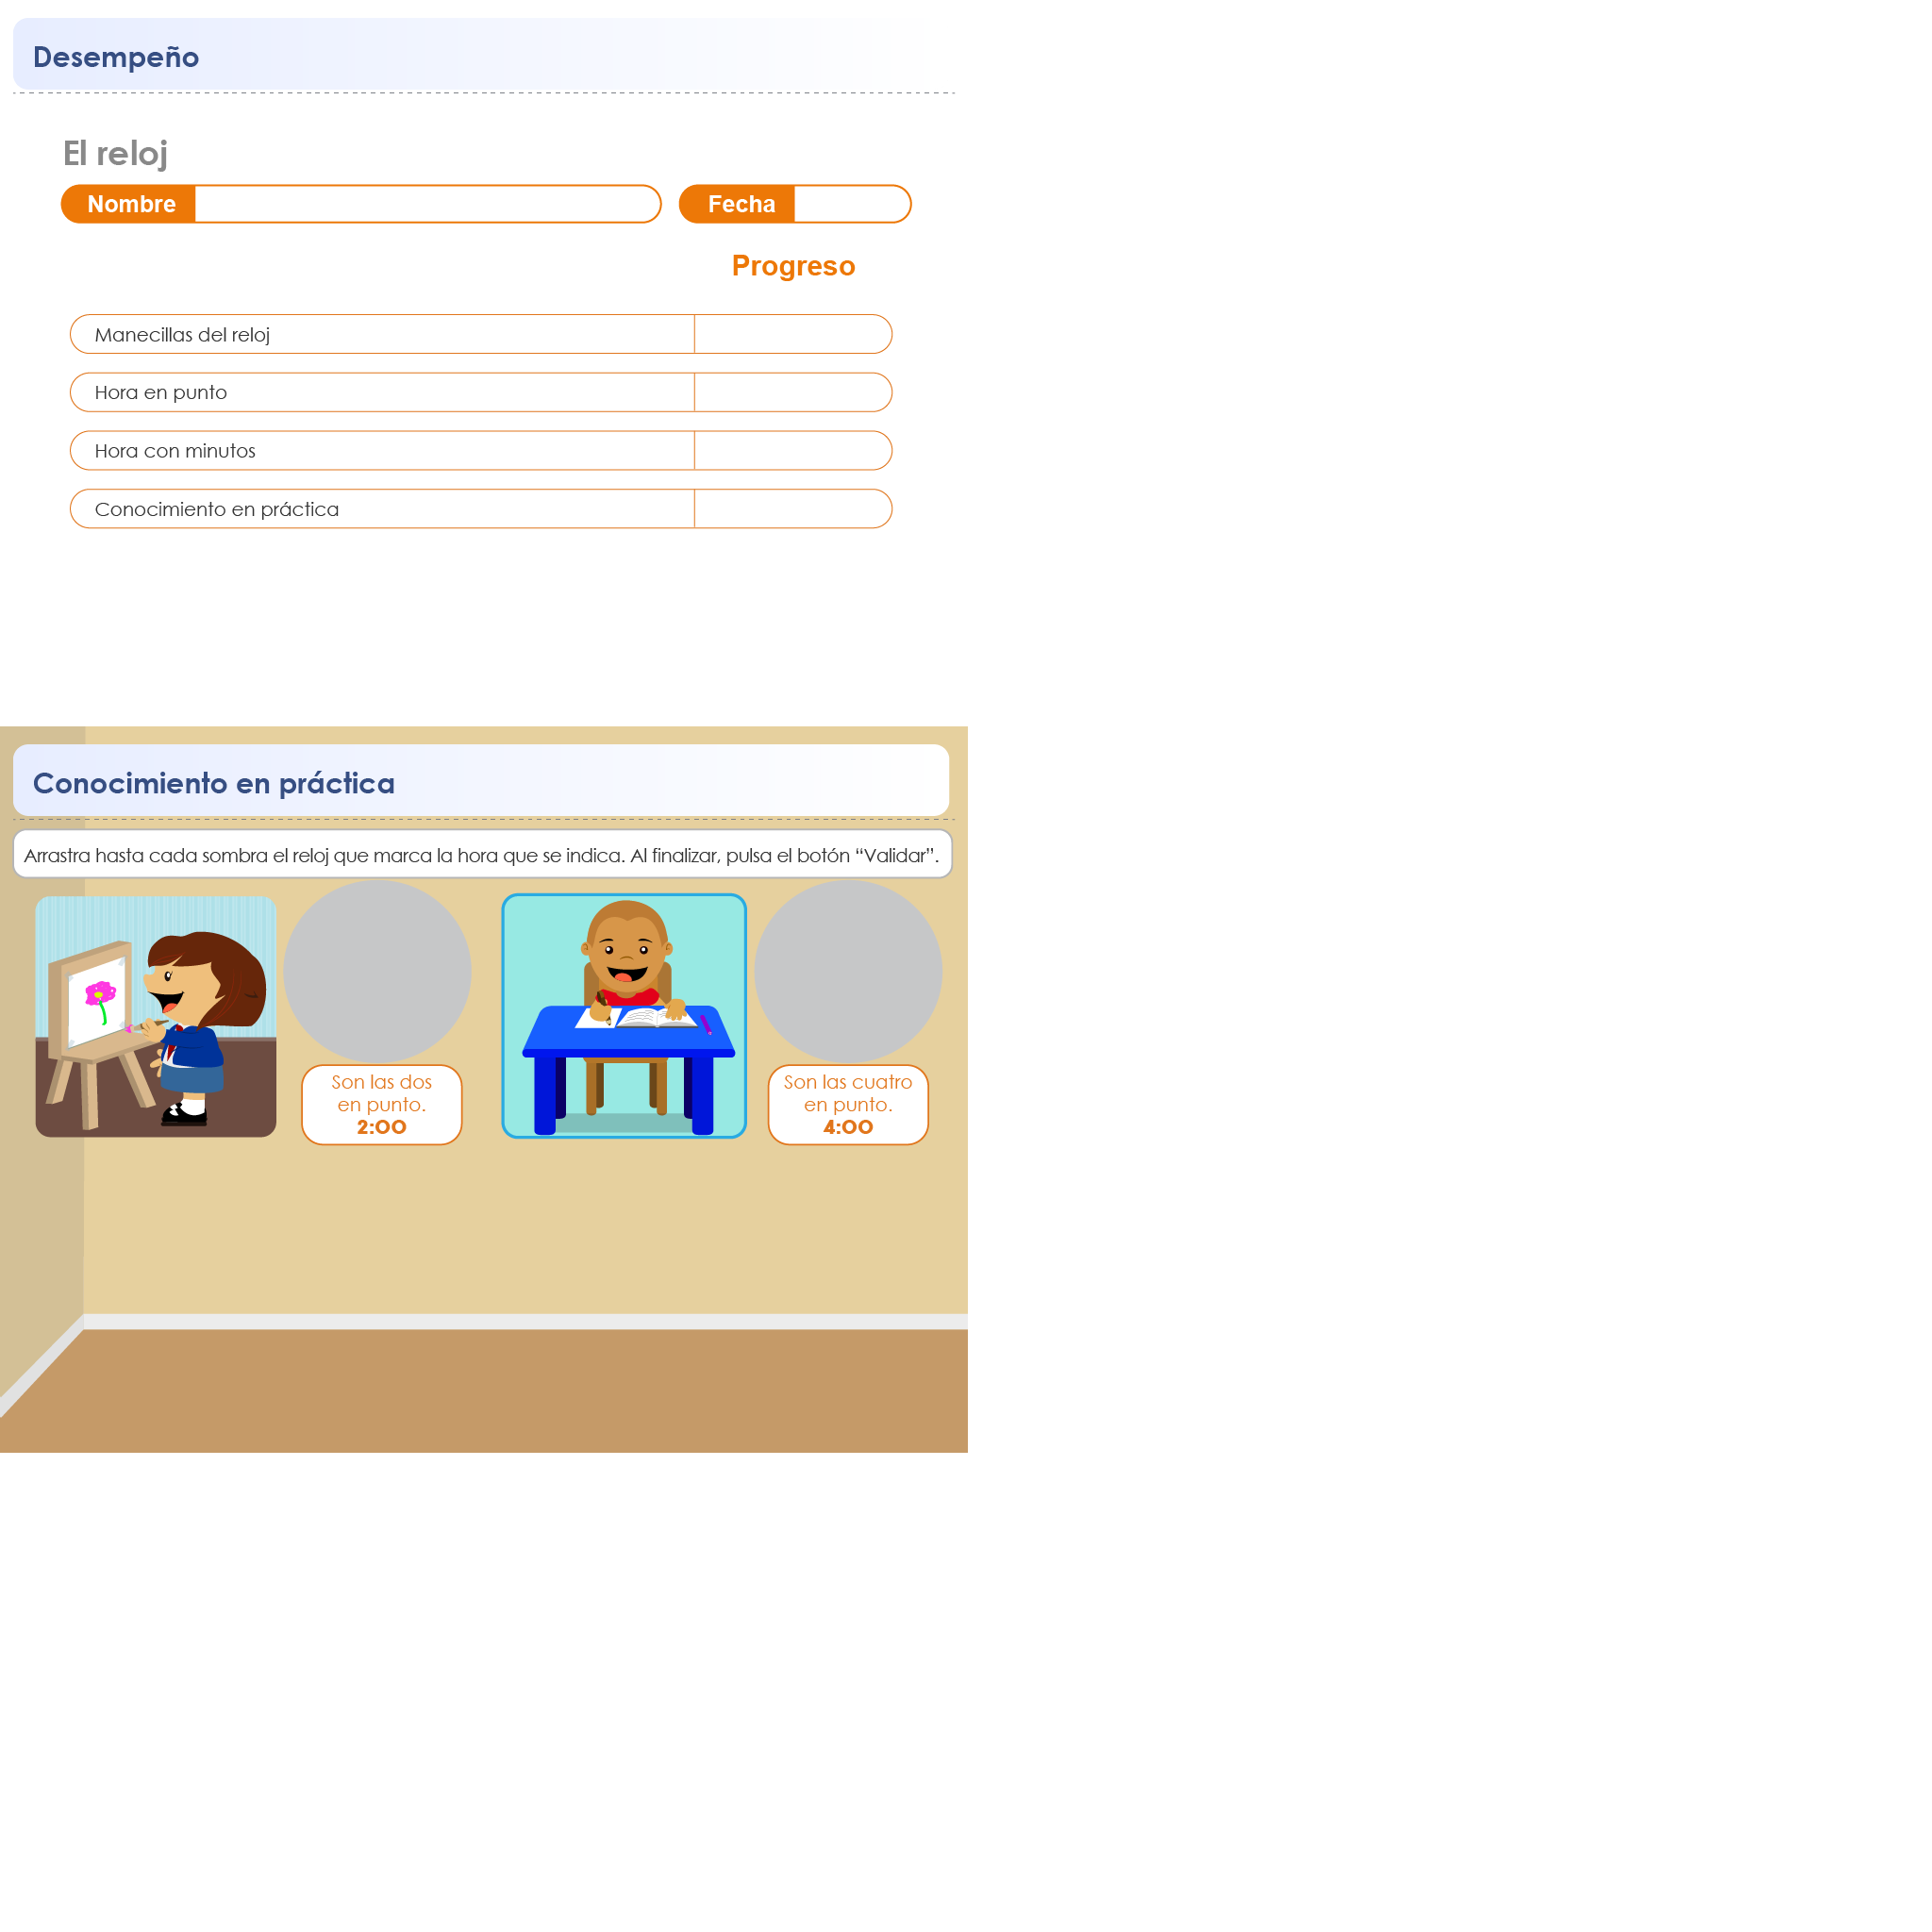 Desempeño
El reloj
Nombre
Fecha
Progreso
Manecillas del reloj
Hora en punto
Hora con minutos
Conocimiento en práctica
Conocimiento en práctica
Arrastra hasta cada sombra el reloj que marca la hora que se indica. Al finalizar, pulsa el botón “Validar”.
Son las dos
en punto.
2:00
Son las cuatro
en punto.
4:00